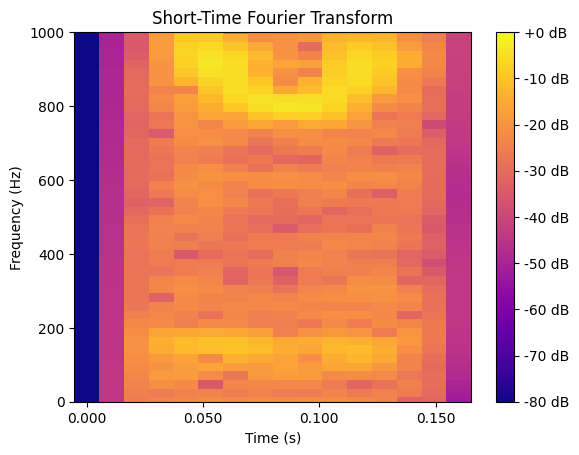 Short-Time Fourier Transform
1000
800
600
400
200
0
Frequency (Hz)
0.000
0.050
0.100
0.150
Time (s)
+0 dB
-10 dB
-20 dB
-30 dB
-40 dB
-50 dB
-60 dB
-70 dB
-80 dB